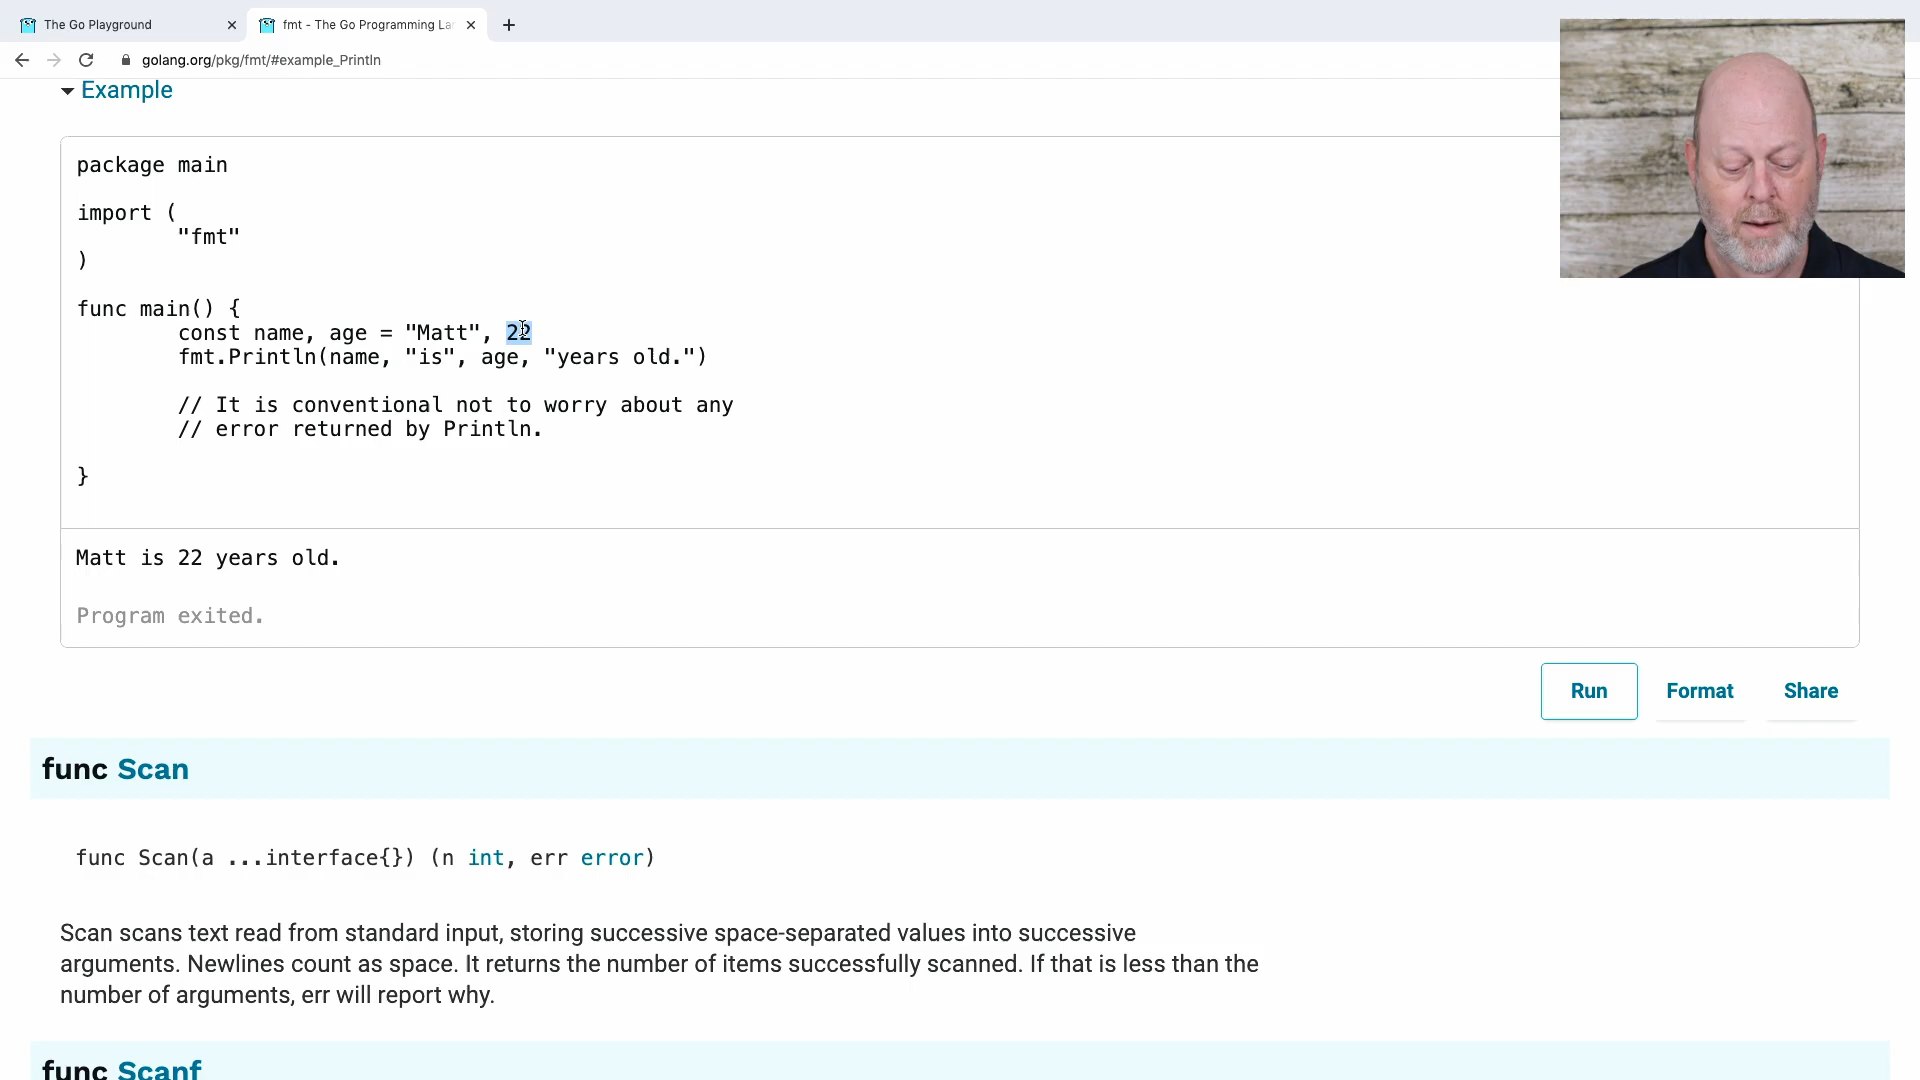 The Go Playground
fmt - The Go Programming La
golang.org/pkg/fmt/#example_Println
Example
package main
import (
"fmt"
)
func main() {
const name, age = "Matt", 22
fmt.Println(name, "is", age, "years old.")
// It is conventional not to worry about any
// error returned by Println.
}
Matt is 22 years old.
Program exited.
Run Format Share
func Scan
func Scan(a ...interface{}) (n int, err error)
Scan scans text read from standard input, storing successive space-separated values into successive
arguments. Newlines count as space. It returns the number of items successfully scanned. If that is less than the
number of arguments, err will report why.
func Scanf